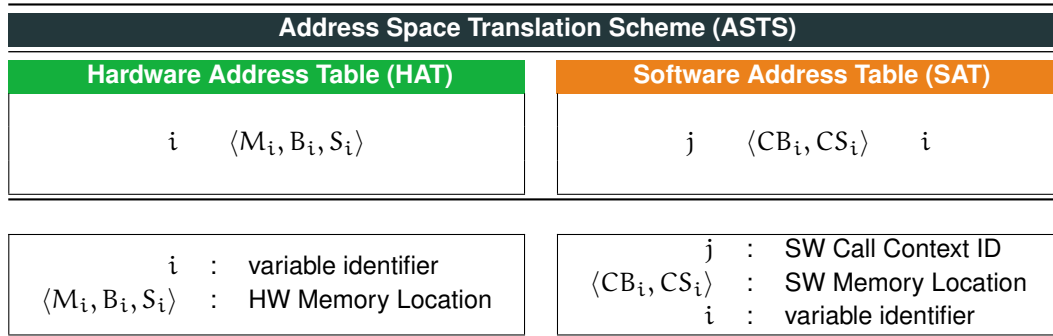 Address Space Translation Scheme (ASTS)
Hardware Address Table (HAT)
Software Address Table (SAT)
i ⟨Mᵢ, Bᵢ, Sᵢ⟩
j ⟨CBᵢ, CSᵢ⟩ i
i : variable identifier
⟨Mᵢ, Bᵢ, Sᵢ⟩ : HW Memory Location
j : SW Call Context ID
⟨CBᵢ, CSᵢ⟩ : SW Memory Location
i : variable identifier